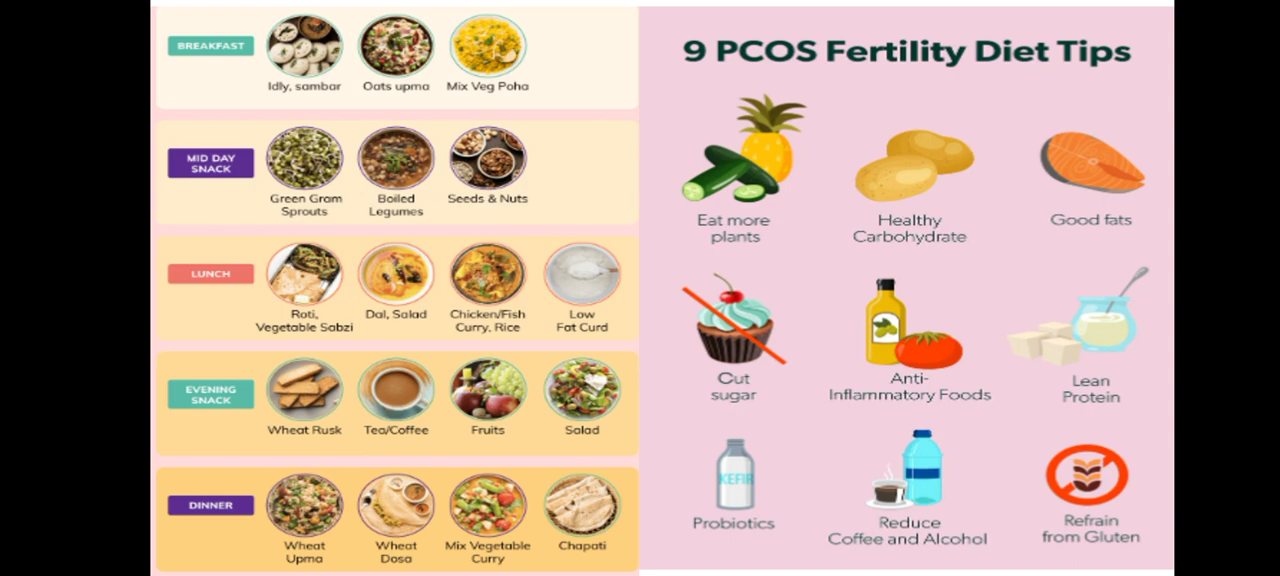 BREAKFAST
Idly, sambar
Oats upma
Mix Veg Poha
MID DAY
SNACK
Green Gram
Sprouts
Boiled
Legumes
Seeds & Nuts
LUNCH
Roti,
Vegetable Sabzi
Dal, Salad
Chicken/Fish
Curry, Rice
Low
Fat Curd
EVENING
SNACK
Wheat Rusk
Tea/Coffee
Fruits
Salad
DINNER
Wheat
Upma
Wheat
Dosa
Mix Vegetable
Curry
Chapati
9 PCOS Fertility Diet Tips
Eat more
plants
Healthy
Carbohydrate
Good fats
Cut
sugar
Anti-
Inflammatory Foods
Lean
Protein
KEFIR
Probiotics
Reduce
Coffee and Alcohol
Refrain
from Gluten